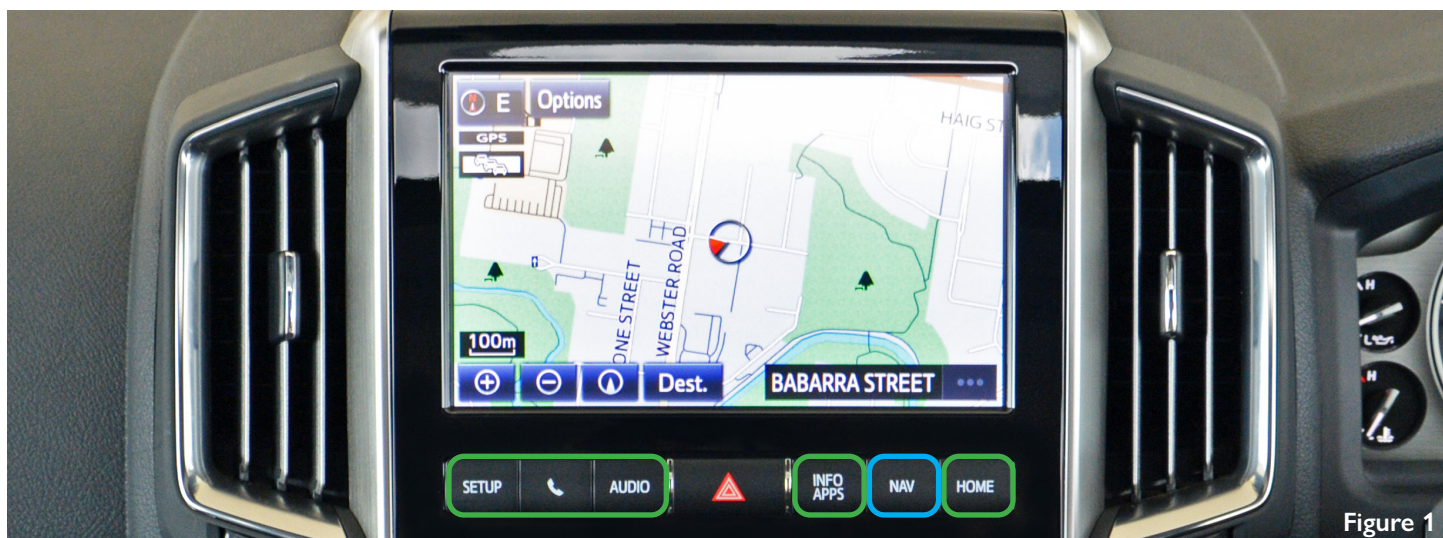 E
Options
GPS
HAIG ST
ONE STREET
WEBSTER ROAD
100m
Dest.
BABARRA STREET
SETUP
AUDIO
INFO
APPS
NAV
HOME
H
L
H
Figure 1